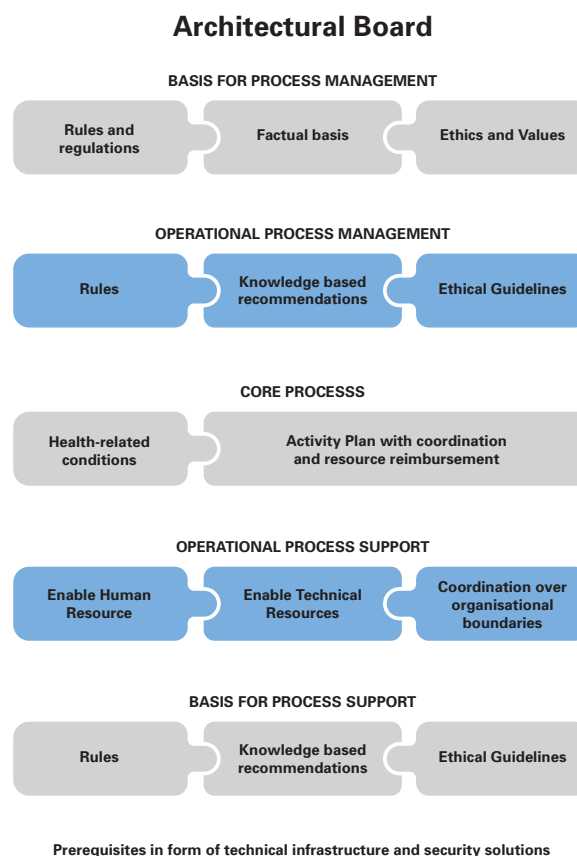 Architectural Board
BASIS FOR PROCESS MANAGEMENT
Rules and
regulations
Factual basis
Ethics and Values
OPERATIONAL PROCESS MANAGEMENT
Rules
Knowledge based
recommendations
Ethical Guidelines
CORE PROCESSS
Health-related
conditions
Activity Plan with coordination
and resource reimbursement
OPERATIONAL PROCESS SUPPORT
Enable Human
Resource
Enable Technical
Resources
Coordination over
organisational
boundaries
BASIS FOR PROCESS SUPPORT
Rules
Knowledge based
recommendations
Ethical Guidelines
Prerequisites in form of technical infrastructure and security solutions